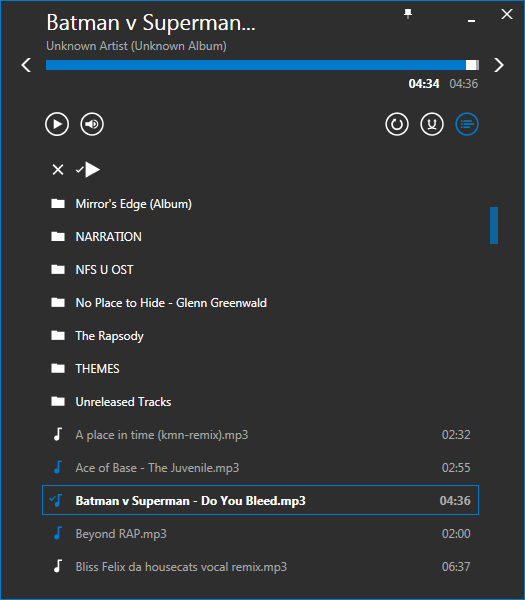 Batman v Superman...
Unknown Artist (Unknown Album)
04:34 04:36
Mirror's Edge (Album)
NARRATION
NFS U OST
No Place to Hide - Glenn Greenwald
The Rapsody
THEMES
Unreleased Tracks
A place in time (kmn-remix).mp3 02:32
Ace of Base - The Juvenile.mp3 02:55
Batman v Superman - Do You Bleed.mp3 04:36
Beyond RAP.mp3 02:00
Bliss Felix da housecats vocal remix.mp3 06:37